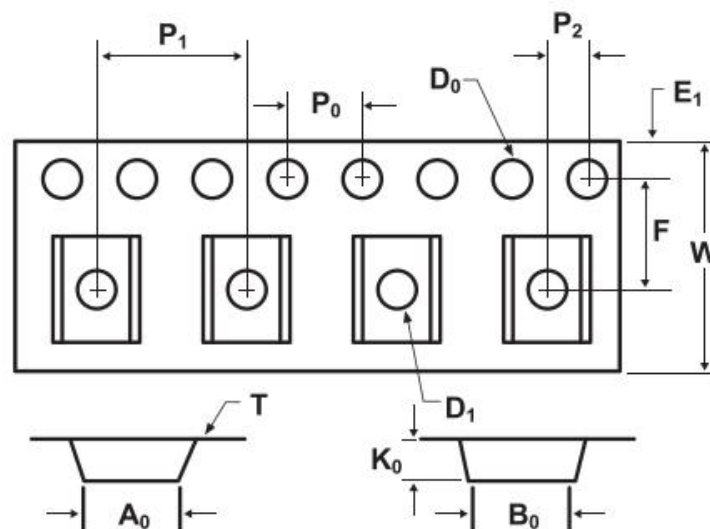 P₁
P₂
D₀
P₀
E₁
F
W
T
D₁
K₀
A₀
B₀